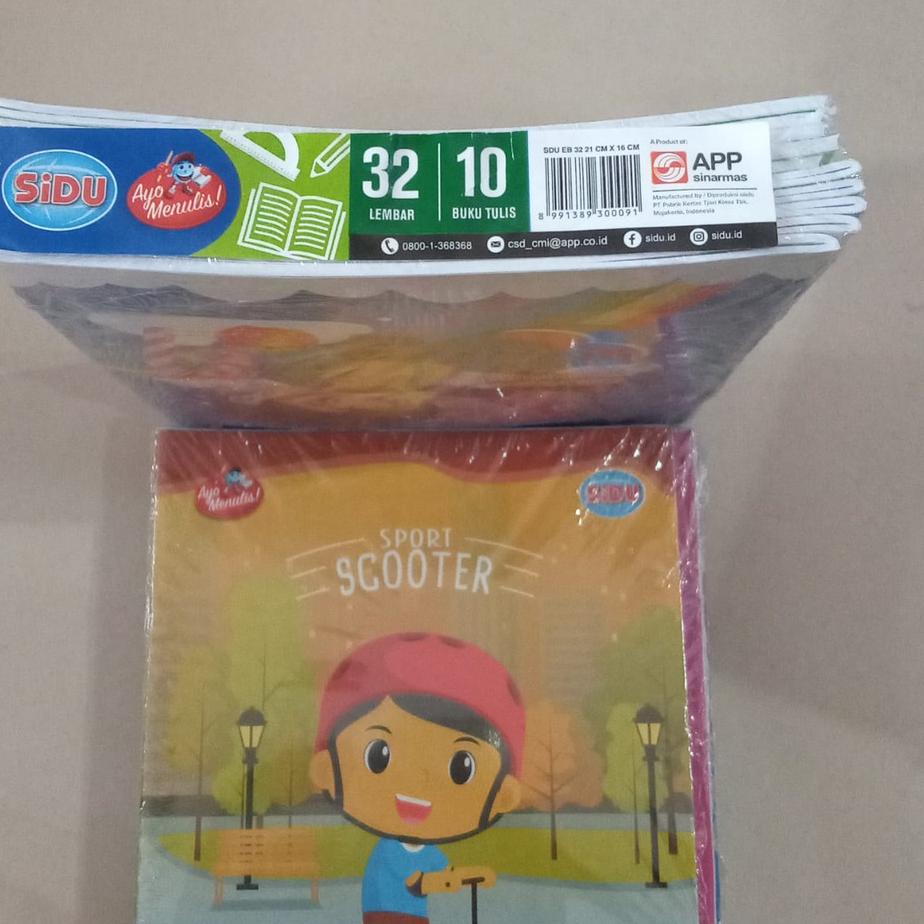 SiDU
Ayo
Menulis!
32
LEMBAR
10
BUKU TULIS
SDU EB 32 21 CM X 16 CM
8 991389 300091
A Product of:
APP
sinarmas
Manufactured by / Diproduksi oleh:
PT. Pabrik Kertas Tjiwi Kimia Tbk.
Mojokerto, Indonesia
0800-1-368368
csd_cmi@app.co.id
sidu.id
sidu.id
Ayo
Menulis!
SiDU
SPORT
SCOOTER